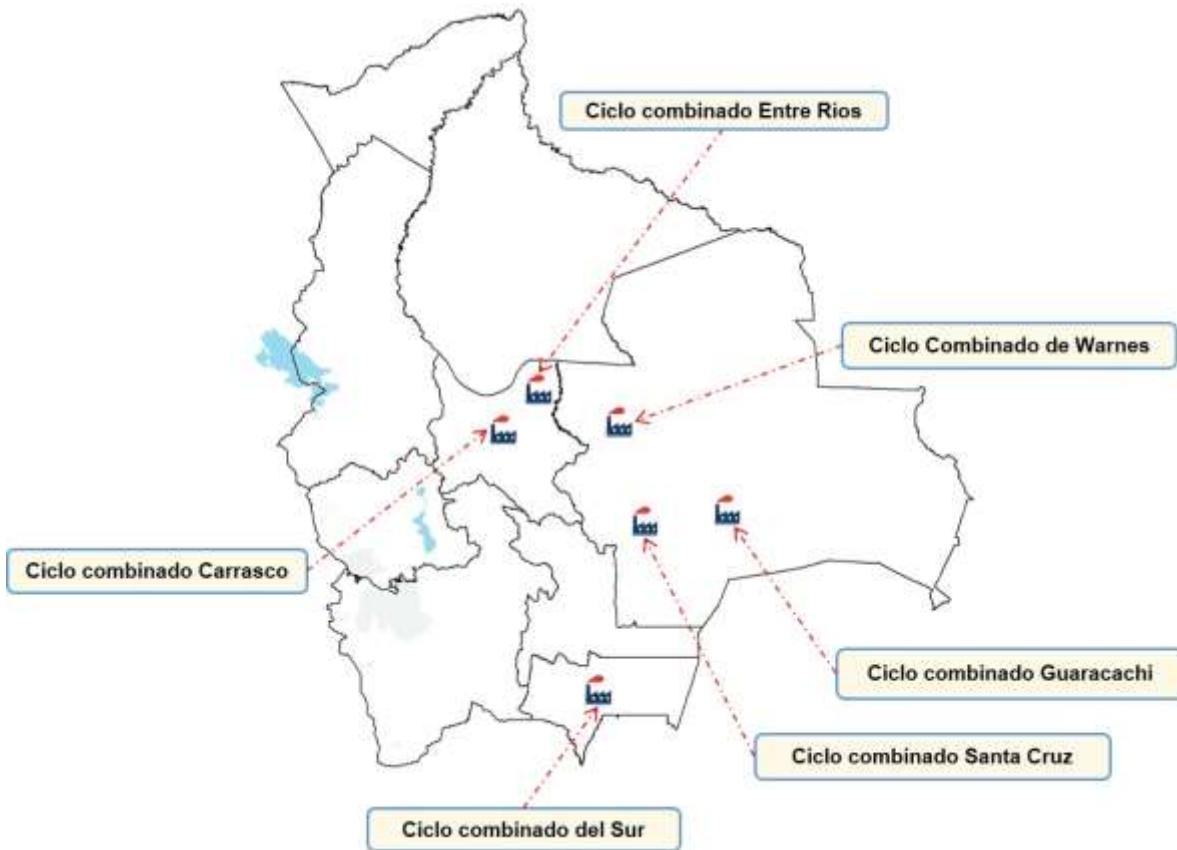 Ciclo combinado Entre Rios
Ciclo Combinado de Warnes
Ciclo combinado Carrasco
Ciclo combinado Guaracachi
Ciclo combinado Santa Cruz
Ciclo combinado del Sur